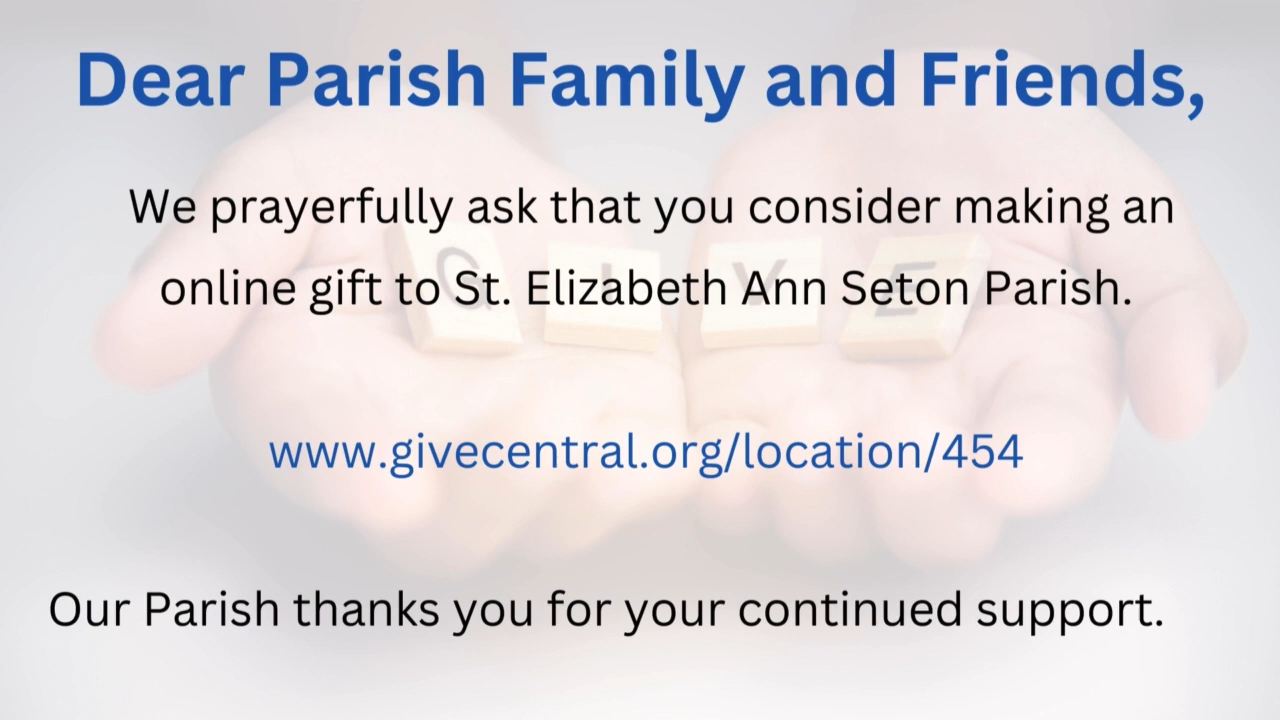 Dear Parish Family and Friends,
We prayerfully ask that you consider making an
online gift to St. Elizabeth Ann Seton Parish.
G I V E
www.givecentral.org/location/454
Our Parish thanks you for your continued support.